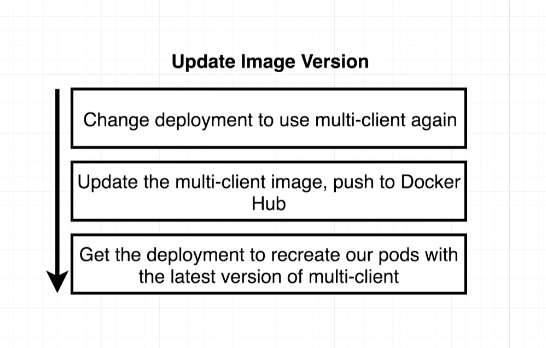 Update Image Version
Change deployment to use multi-client again
Update the multi-client image, push to Docker
Hub
Get the deployment to recreate our pods with
the latest version of multi-client